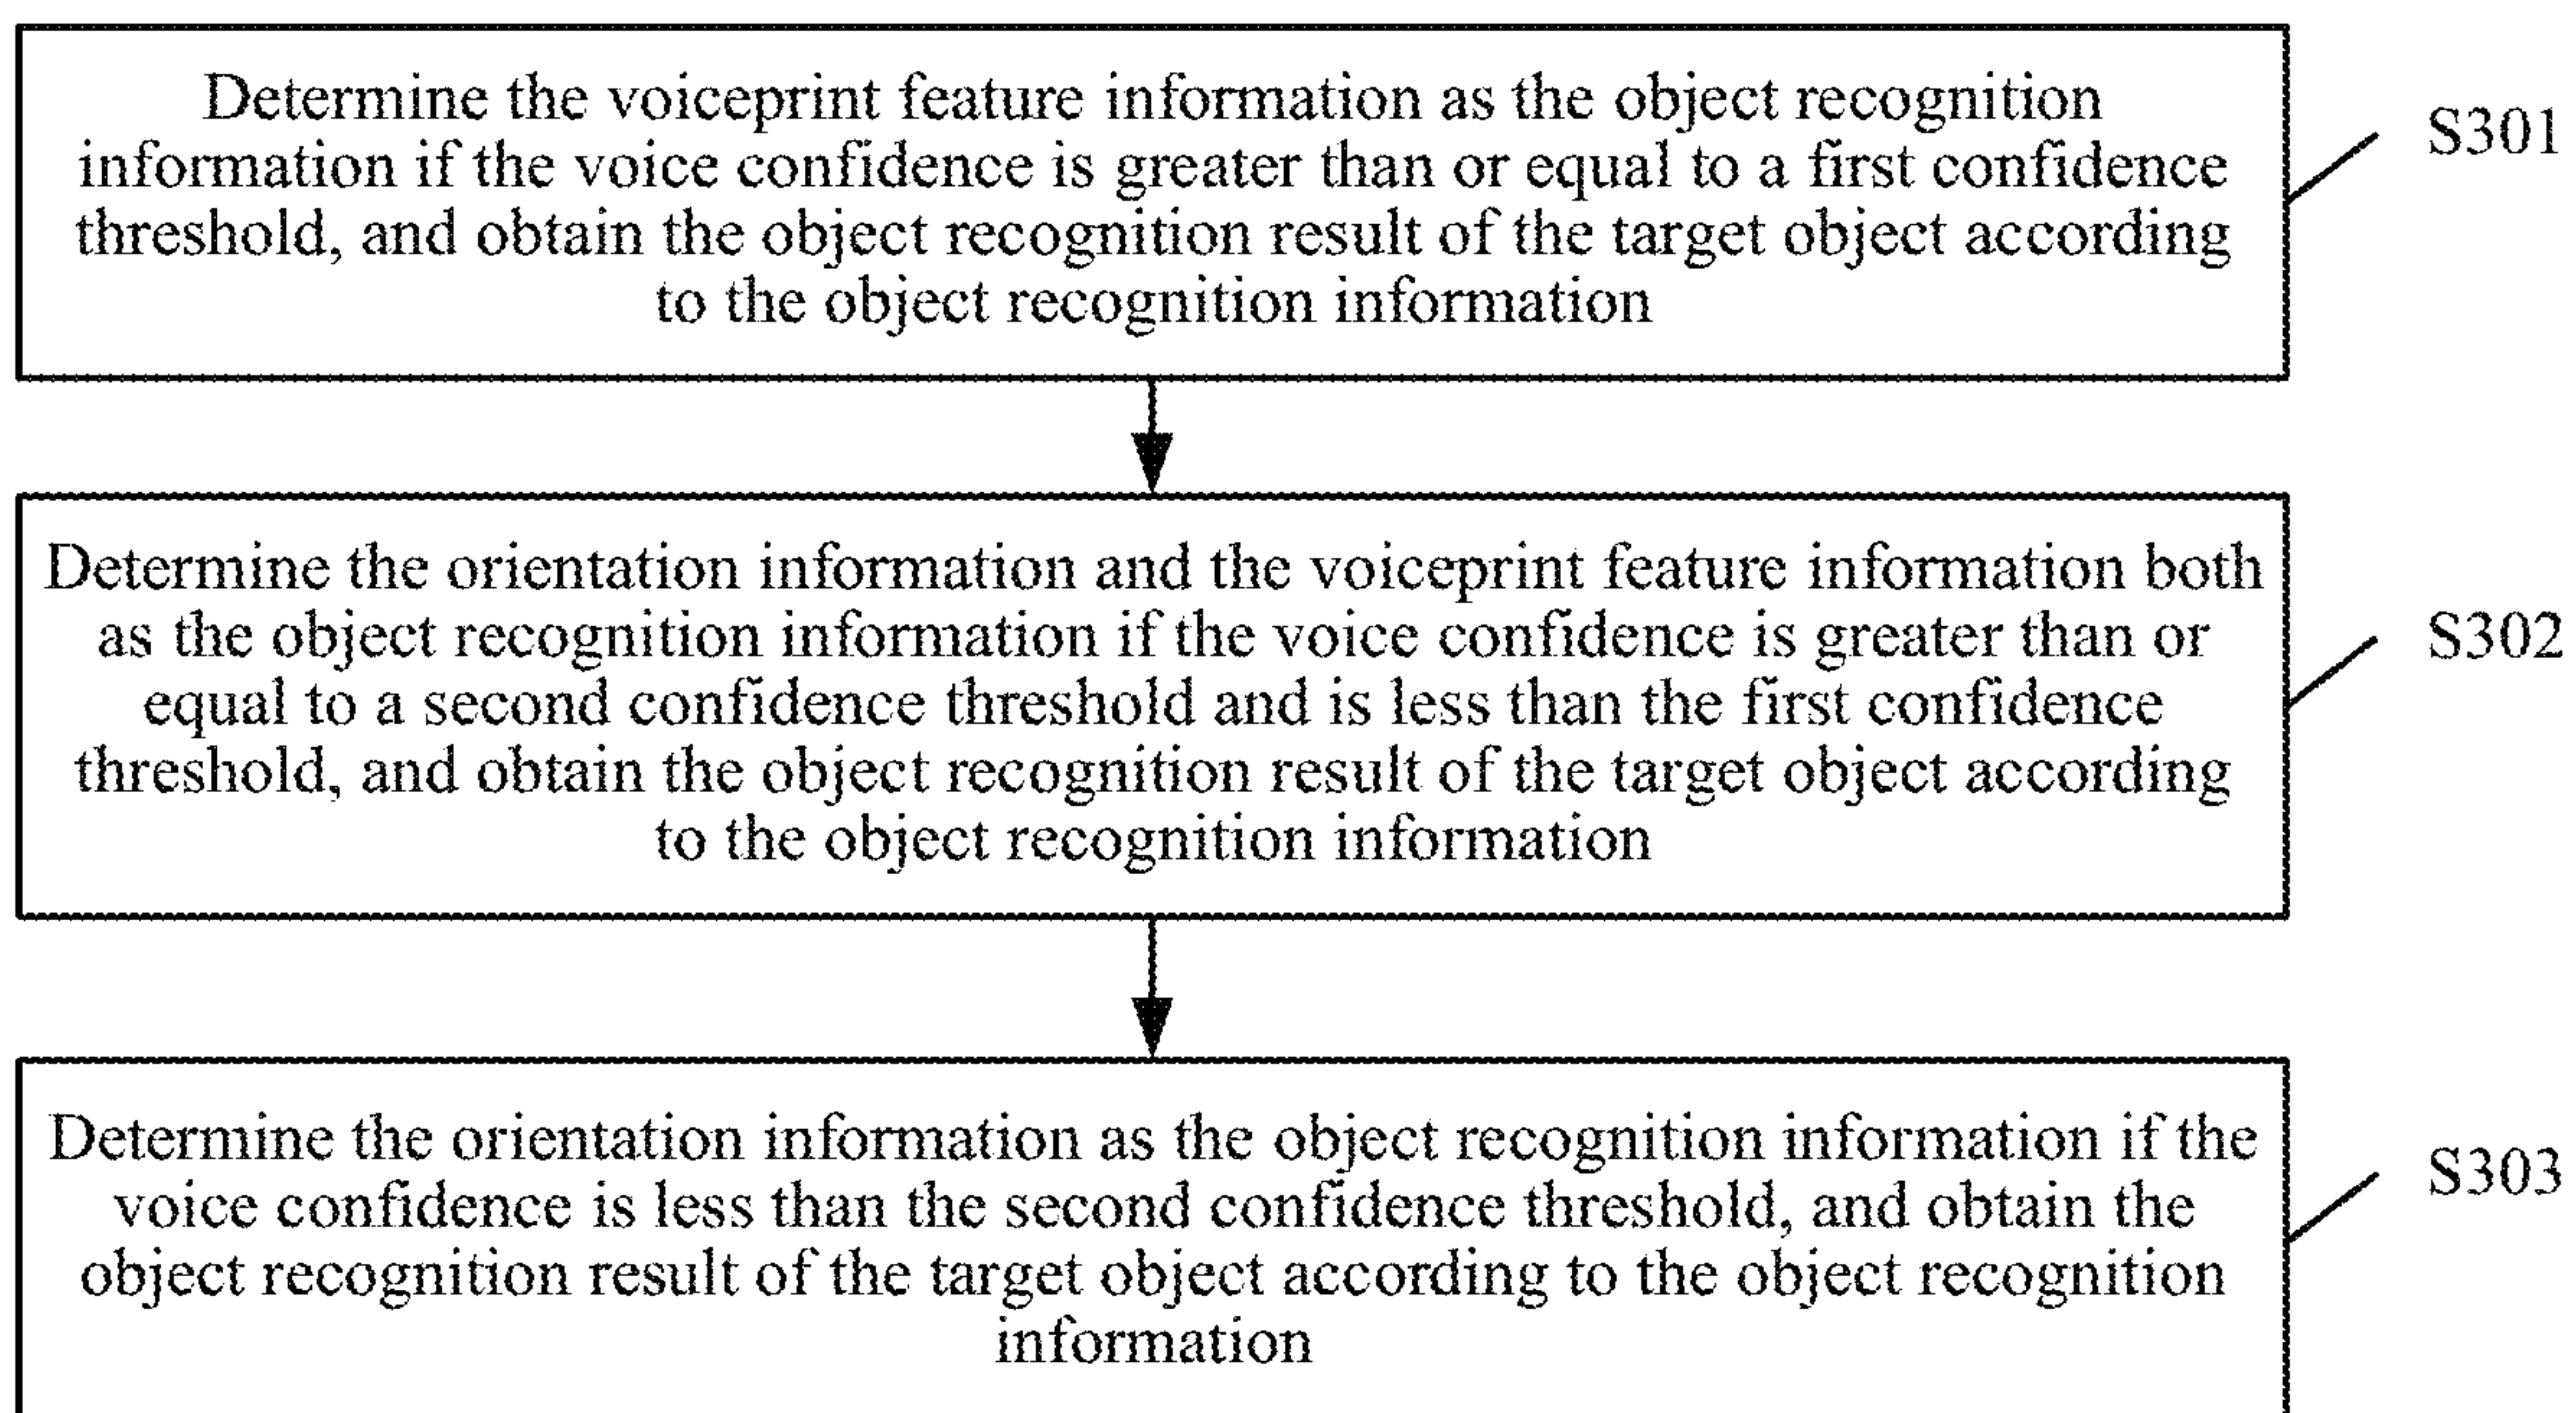 Determine the voiceprint feature information as the object recognition
information if the voice confidence is greater than or equal to a first confidence
threshold, and obtain the object recognition result of the target object according
to the object recognition information
S301
Determine the orientation information and the voiceprint feature information both
as the object recognition information if the voice confidence is greater than or
equal to a second confidence threshold and is less than the first confidence
threshold, and obtain the object recognition result of the target object according
to the object recognition information
S302
Determine the orientation information as the object recognition information if the
voice confidence is less than the second confidence threshold, and obtain the
object recognition result of the target object according to the object recognition
information
S303